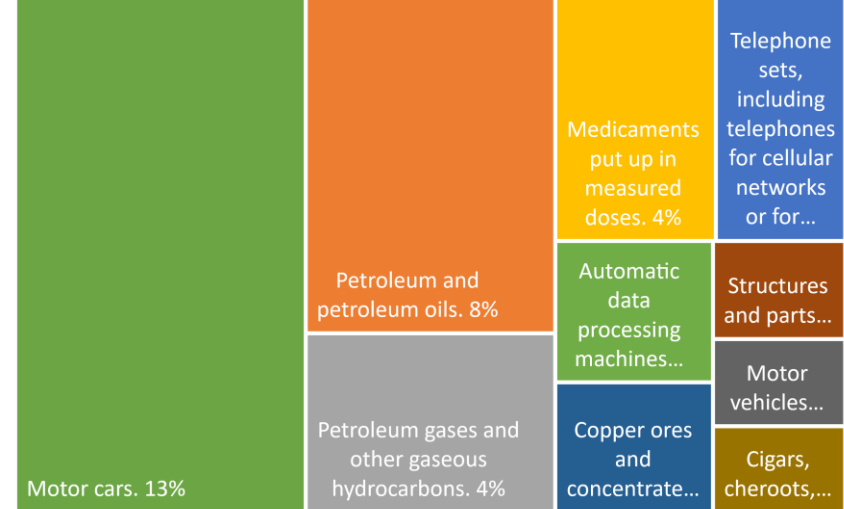 Motor cars. 13%
Petroleum and
petroleum oils. 8%
Petroleum gases and
other gaseous
hydrocarbons. 4%
Medicaments
put up in
measured
doses. 4%
Telephone
sets,
including
telephones
for cellular
networks
or for...
Automatic
data
processing
machines...
Structures
and parts...
Copper ores
and
concentrate...
Motor
vehicles...
Cigars,
cheroots,...